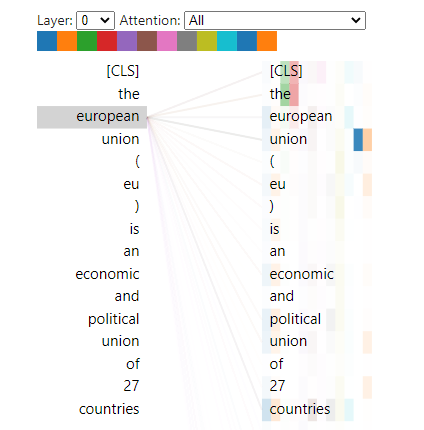 Layer: 0 Attention: All
[CLS] [CLS]
the the
european european
union union
( (
eu eu
) )
is is
an an
economic economic
and and
political political
union union
of of
27 27
countries countries